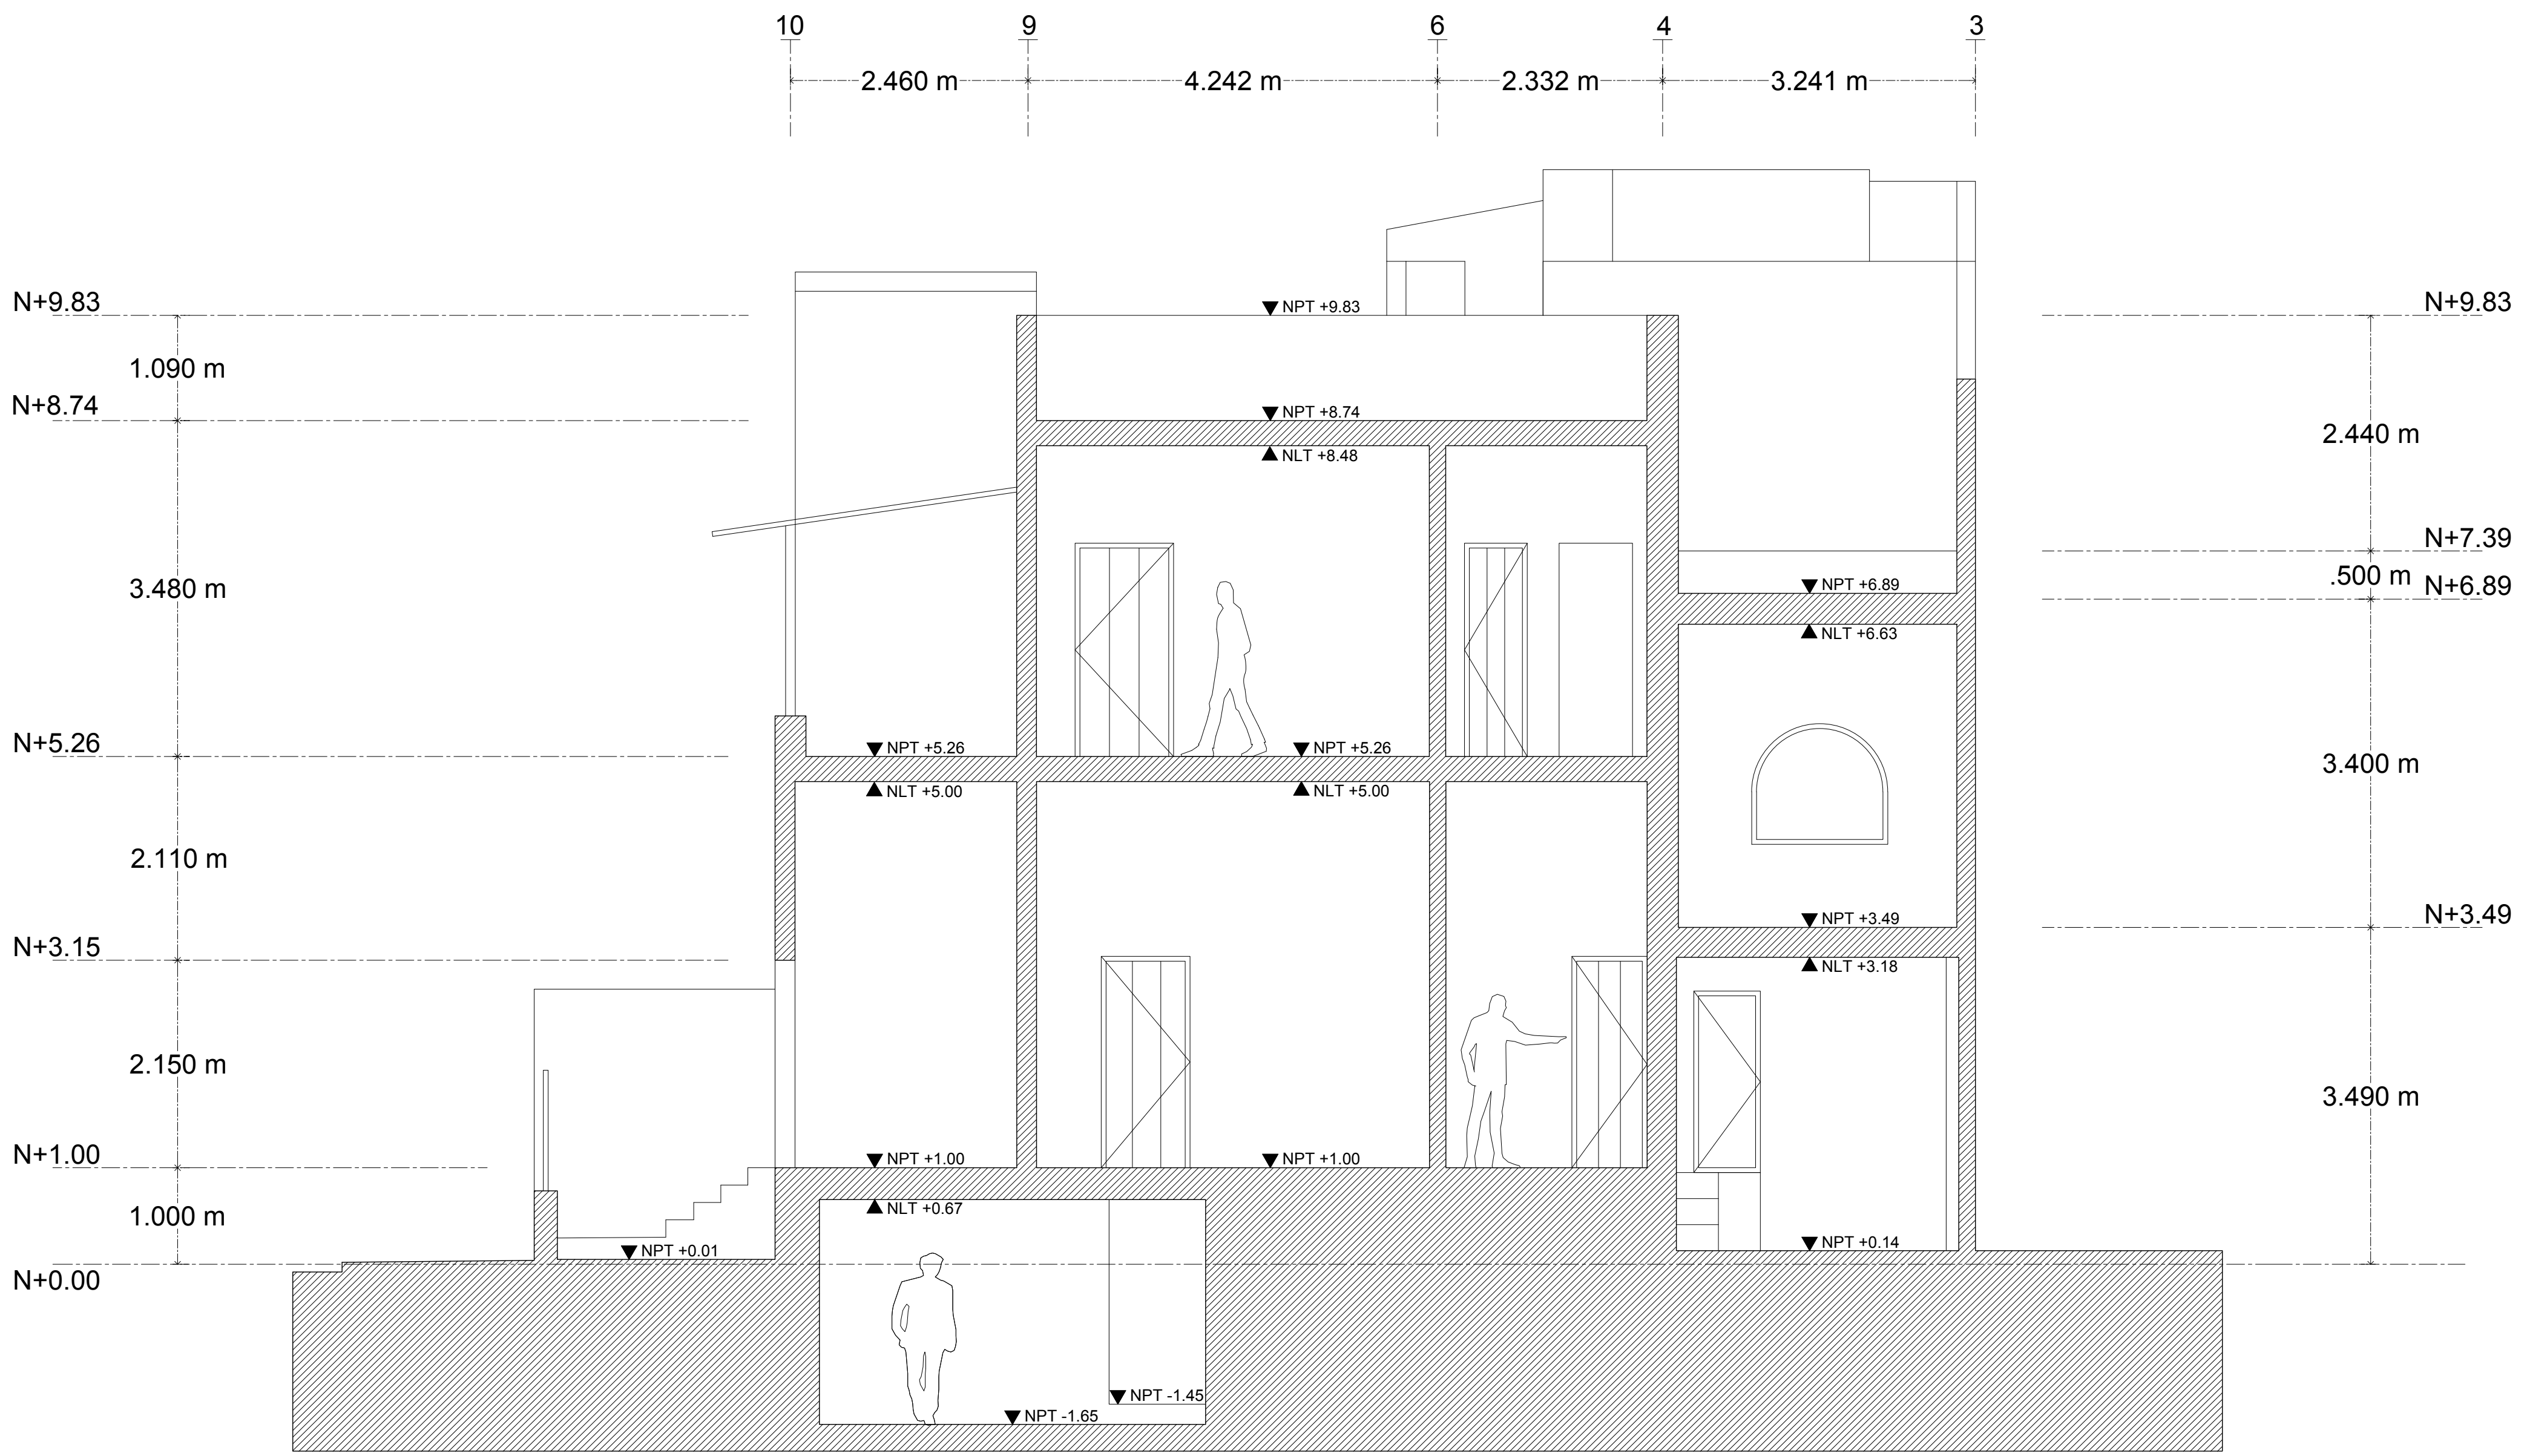 10 9 6 4 3
2.460 m 4.242 m 2.332 m 3.241 m
N+9.83 NPT +9.83 N+9.83
1.090 m
N+8.74 NPT +8.74
2.440 m
NLT +8.48
N+7.39
.500 m
3.480 m NPT +6.89 N+6.89
NLT +6.63
N+5.26 NPT +5.26 NPT +5.26
3.400 m
NLT +5.00 NLT +5.00
2.110 m
NPT +3.49 N+3.49
N+3.15
NLT +3.18
2.150 m
3.490 m
N+1.00 NPT +1.00 NPT +1.00
1.000 m NLT +0.67
NPT +0.01 NPT +0.14
N+0.00
NPT -1.45
NPT -1.65